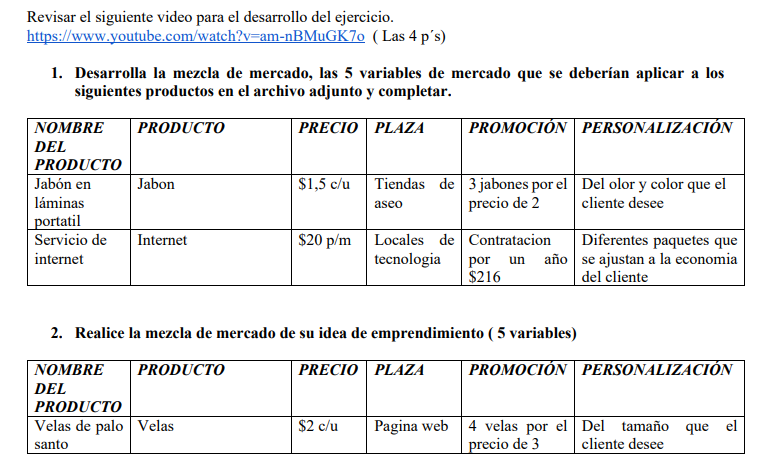 Revisar el siguiente video para el desarrollo del ejercicio.
https://www.youtube.com/watch?v=am-nBMuGK7o ( Las 4 p´s)
1. Desarrolla la mezcla de mercado, las 5 variables de mercado que se deberían aplicar a los
siguientes productos en el archivo adjunto y completar.
NOMBRE DEL PRODUCTO PRODUCTO PRECIO PLAZA PROMOCIÓN PERSONALIZACIÓN
Jabón en láminas portatil Jabon $1,5 c/u Tiendas de aseo 3 jabones por el precio de 2 Del olor y color que el cliente desee
Servicio de internet Internet $20 p/m Locales de tecnologia Contratacion por un año $216 Diferentes paquetes que se ajustan a la economia del cliente
2. Realice la mezcla de mercado de su idea de emprendimiento ( 5 variables)
NOMBRE DEL PRODUCTO PRODUCTO PRECIO PLAZA PROMOCIÓN PERSONALIZACIÓN
Velas de palo santo Velas $2 c/u Pagina web 4 velas por el precio de 3 Del tamaño que el cliente desee